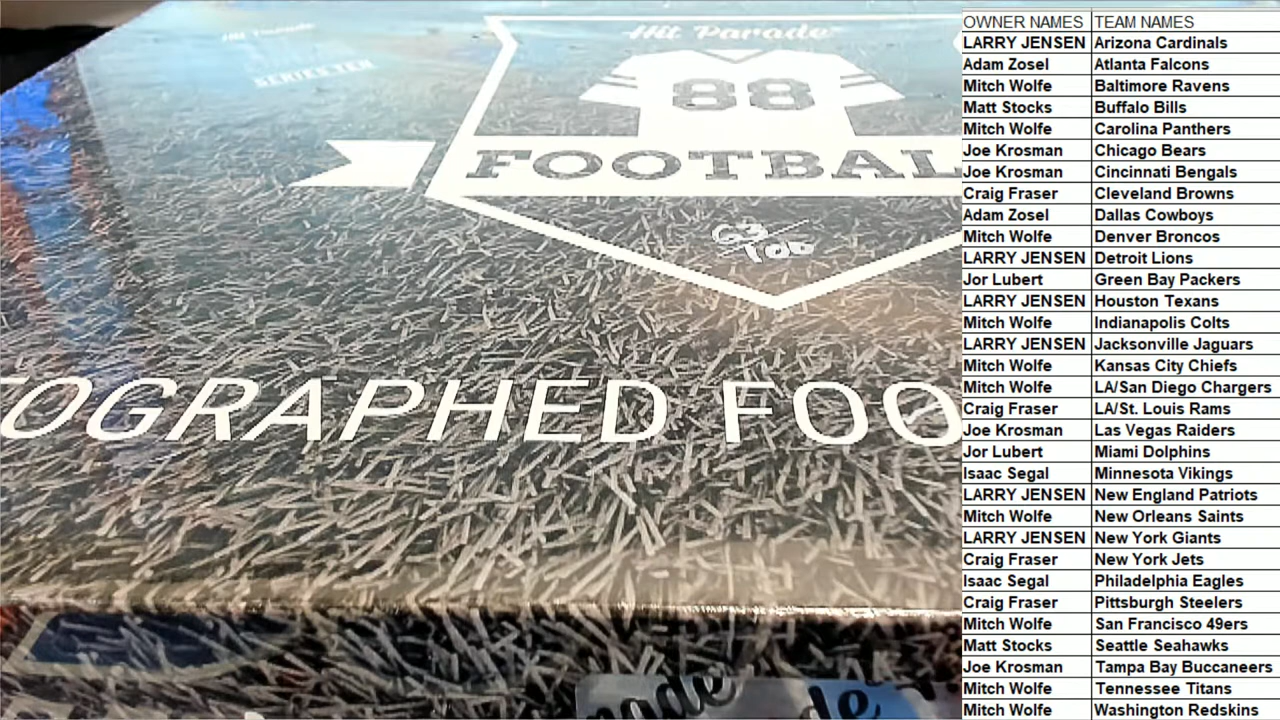 Hit Parade
SERIES TEN
88
FOOTBAL
63/100
OGRAPHED FOO
OWNER NAMES TEAM NAMES
LARRY JENSEN Arizona Cardinals
Adam Zosel Atlanta Falcons
Mitch Wolfe Baltimore Ravens
Matt Stocks Buffalo Bills
Mitch Wolfe Carolina Panthers
Joe Krosman Chicago Bears
Joe Krosman Cincinnati Bengals
Craig Fraser Cleveland Browns
Adam Zosel Dallas Cowboys
Mitch Wolfe Denver Broncos
LARRY JENSEN Detroit Lions
Jor Lubert Green Bay Packers
LARRY JENSEN Houston Texans
Mitch Wolfe Indianapolis Colts
LARRY JENSEN Jacksonville Jaguars
Mitch Wolfe Kansas City Chiefs
Mitch Wolfe LA/San Diego Chargers
Craig Fraser LA/St. Louis Rams
Joe Krosman Las Vegas Raiders
Jor Lubert Miami Dolphins
Isaac Segal Minnesota Vikings
LARRY JENSEN New England Patriots
Mitch Wolfe New Orleans Saints
LARRY JENSEN New York Giants
Craig Fraser New York Jets
Isaac Segal Philadelphia Eagles
Craig Fraser Pittsburgh Steelers
Mitch Wolfe San Francisco 49ers
Matt Stocks Seattle Seahawks
Joe Krosman Tampa Bay Buccaneers
Mitch Wolfe Tennessee Titans
Mitch Wolfe Washington Redskins